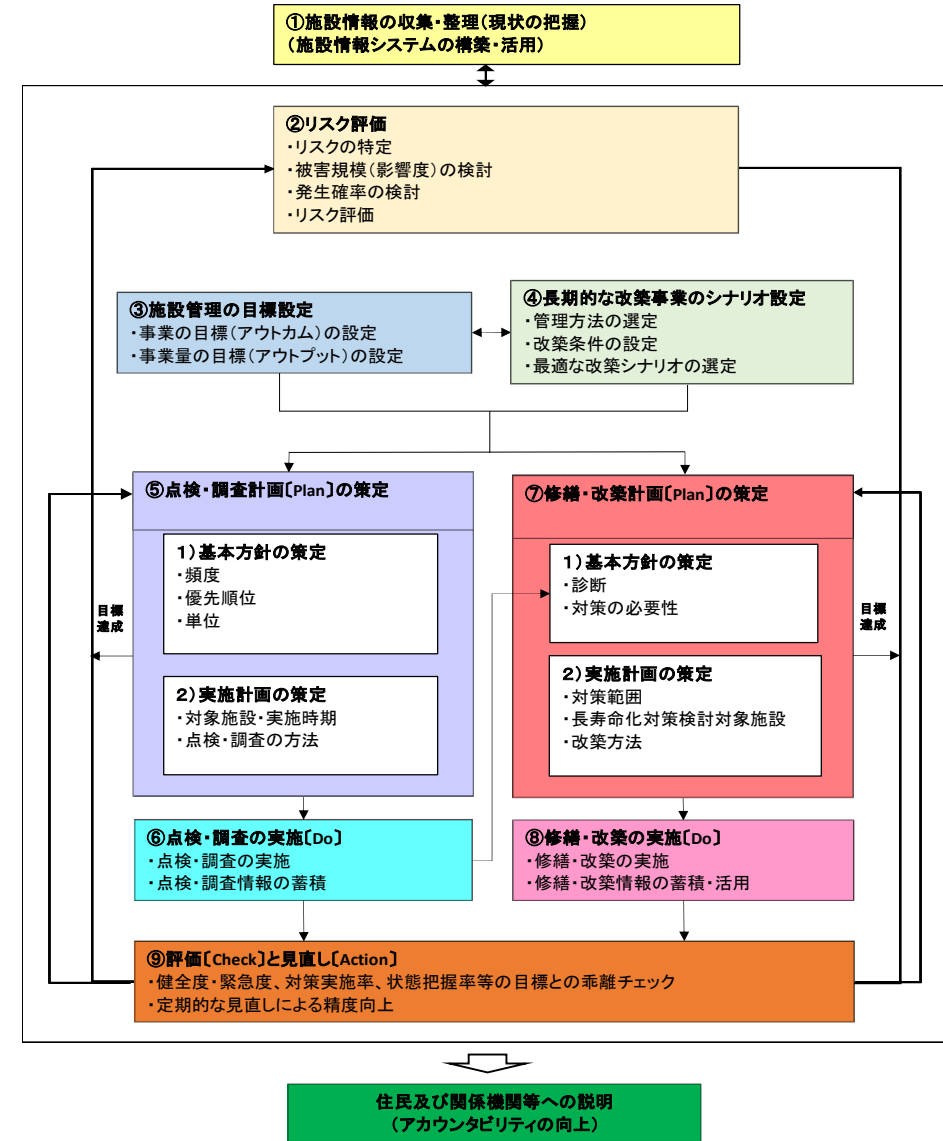 ①施設情報の収集・整理(現状の把握)
(施設情報システムの構築・活用)
②リスク評価
・リスクの特定
・被害規模(影響度)の検討
・発生確率の検討
・リスク評価
③施設管理の目標設定
・事業の目標(アウトカム)の設定
・事業量の目標(アウトプット)の設定
④長期的な改築事業のシナリオ設定
・管理方法の選定
・改築条件の設定
・最適な改築シナリオの選定
⑤点検・調査計画〔Plan〕の策定
1)基本方針の策定
・頻度
・優先順位
・単位
2)実施計画の策定
・対象施設・実施時期
・点検・調査の方法
目標
達成
⑦修繕・改築計画〔Plan〕の策定
1)基本方針の策定
・診断
・対策の必要性
2)実施計画の策定
・対策範囲
・長寿命化対策検討対象施設
・改築方法
目標
達成
⑥点検・調査の実施〔Do〕
・点検・調査の実施
・点検・調査情報の蓄積
⑧修繕・改築の実施〔Do〕
・修繕・改築の実施
・修繕・改築情報の蓄積・活用
⑨評価〔Check〕と見直し〔Action〕
・健全度・緊急度、対策実施率、状態把握率等の目標との乖離チェック
・定期的な見直しによる精度向上
住民及び関係機関等への説明
(アカウンタビリティの向上)